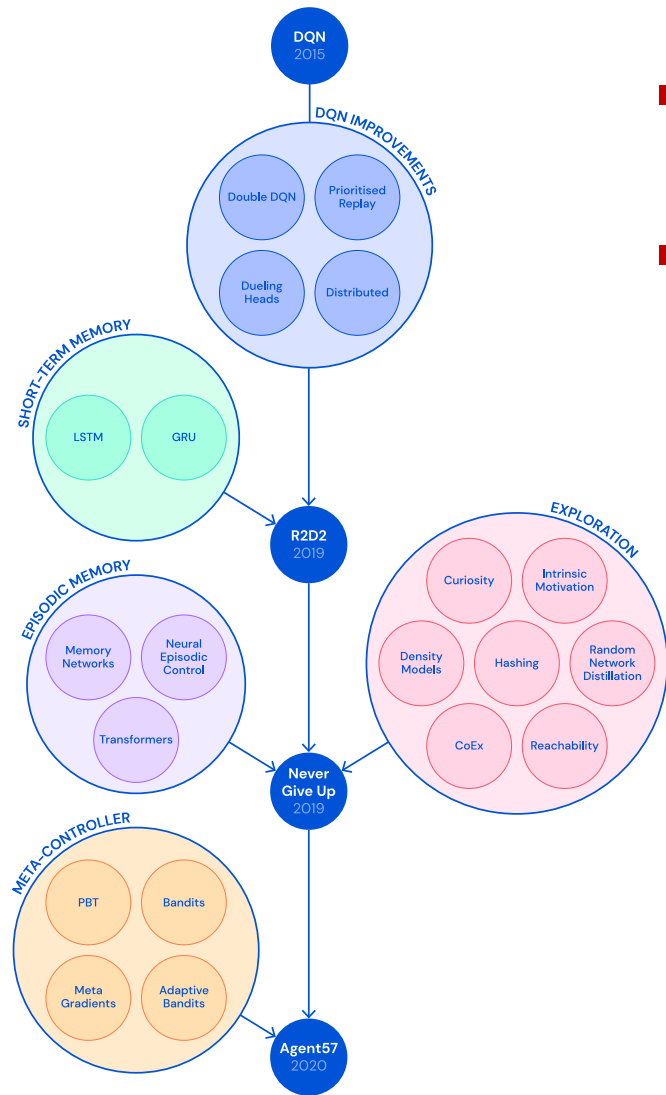 DQN
2015
DQN IMPROVEMENTS
Double DQN
Prioritised
Replay
Dueling
Heads
Distributed
SHORT-TERM MEMORY
LSTM
GRU
R2D2
2019
EXPLORATION
Curiosity
Intrinsic
Motivation
Density
Models
Hashing
Random
Network
Distillation
CoEx
Reachability
EPISODIC MEMORY
Memory
Networks
Neural
Episodic
Control
Transformers
Never
Give Up
2019
META-CONTROLLER
PBT
Bandits
Meta
Gradients
Adaptive
Bandits
Agent57
2020